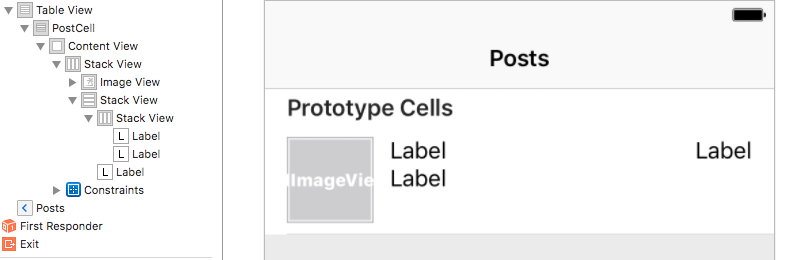 Table View
PostCell
Content View
Stack View
Image View
Stack View
Stack View
L Label
L Label
L Label
Constraints
Posts
First Responder
Exit
Posts
Prototype Cells
Label Label
Label
IImageVie